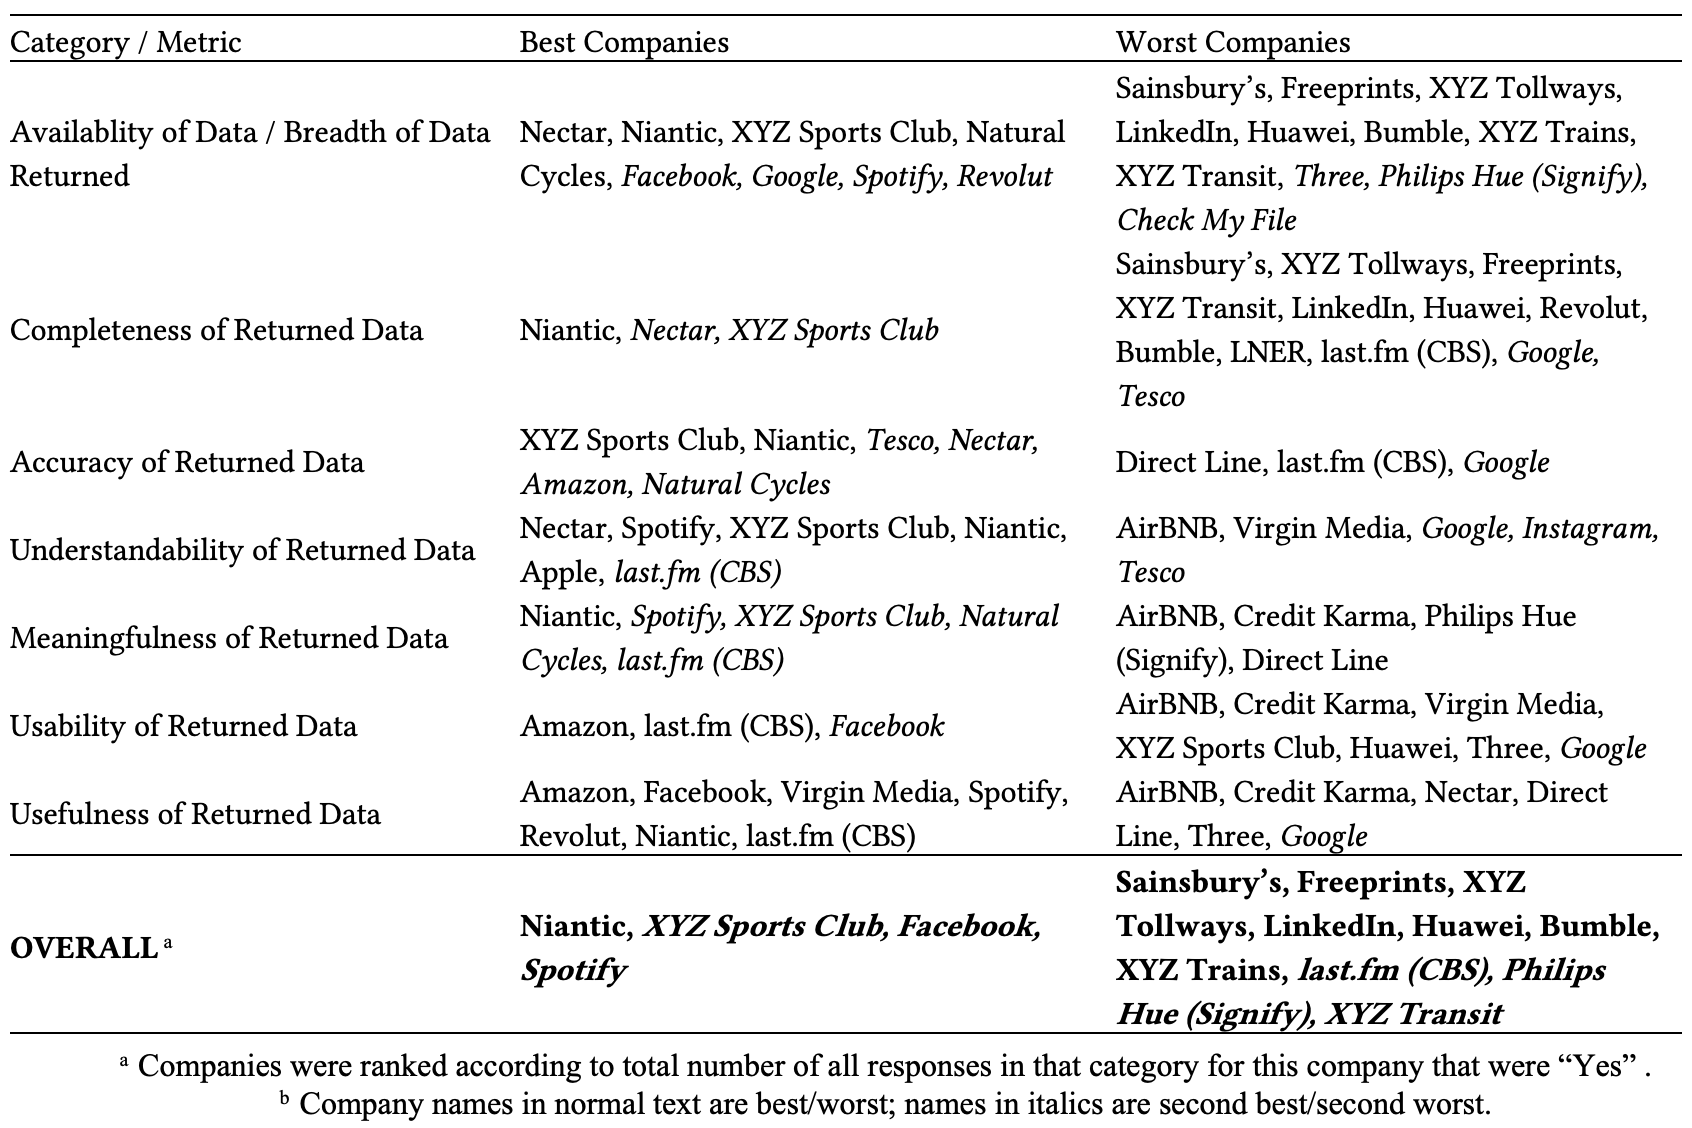 Category / Metric Best Companies Worst Companies
Availablity of Data / Breadth of Data
Returned
Nectar, Niantic, XYZ Sports Club, Natural
Cycles, Facebook, Google, Spotify, Revolut
Sainsbury’s, Freeprints, XYZ Tollways,
LinkedIn, Huawei, Bumble, XYZ Trains,
XYZ Transit, Three, Philips Hue (Signify),
Check My File
Completeness of Returned Data
Niantic, Nectar, XYZ Sports Club
Sainsbury’s, XYZ Tollways, Freeprints,
XYZ Transit, LinkedIn, Huawei, Revolut,
Bumble, LNER, last.fm (CBS), Google,
Tesco
Accuracy of Returned Data
XYZ Sports Club, Niantic, Tesco, Nectar,
Amazon, Natural Cycles
Direct Line, last.fm (CBS), Google
Understandability of Returned Data
Nectar, Spotify, XYZ Sports Club, Niantic,
Apple, last.fm (CBS)
AirBNB, Virgin Media, Google, Instagram,
Tesco
Meaningfulness of Returned Data
Niantic, Spotify, XYZ Sports Club, Natural
Cycles, last.fm (CBS)
AirBNB, Credit Karma, Philips Hue
(Signify), Direct Line
Usability of Returned Data
Amazon, last.fm (CBS), Facebook
AirBNB, Credit Karma, Virgin Media,
XYZ Sports Club, Huawei, Three, Google
Usefulness of Returned Data
Amazon, Facebook, Virgin Media, Spotify,
Revolut, Niantic, last.fm (CBS)
AirBNB, Credit Karma, Nectar, Direct
Line, Three, Google
OVERALL a
Niantic, XYZ Sports Club, Facebook,
Spotify
Sainsbury’s, Freeprints, XYZ
Tollways, LinkedIn, Huawei, Bumble,
XYZ Trains, last.fm (CBS), Philips
Hue (Signify), XYZ Transit
a Companies were ranked according to total number of all responses in that category for this company that were “Yes” .
b Company names in normal text are best/worst; names in italics are second best/second worst.